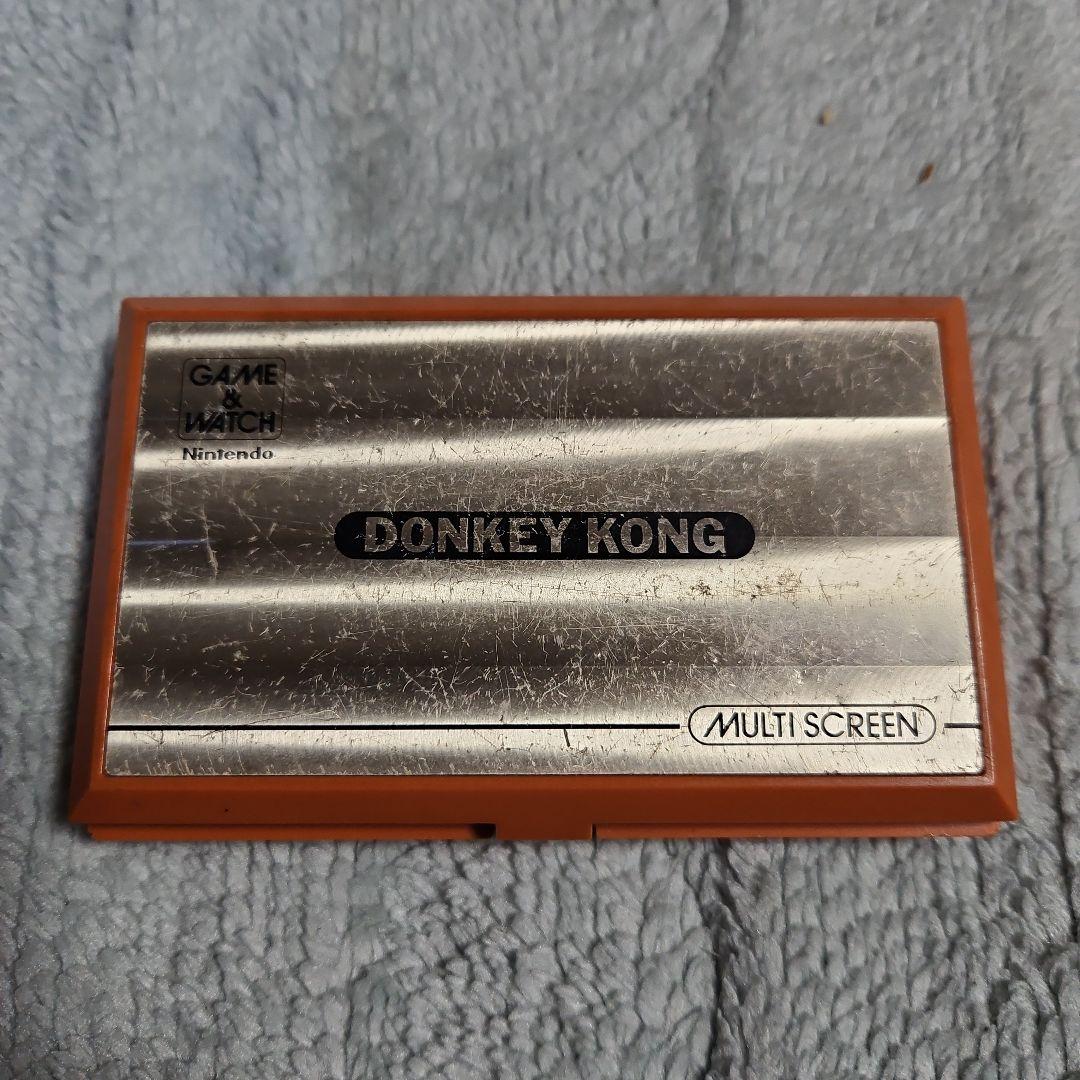 GAME
&
WATCH
Nintendo
DONKEY KONG
MULTI SCREEN